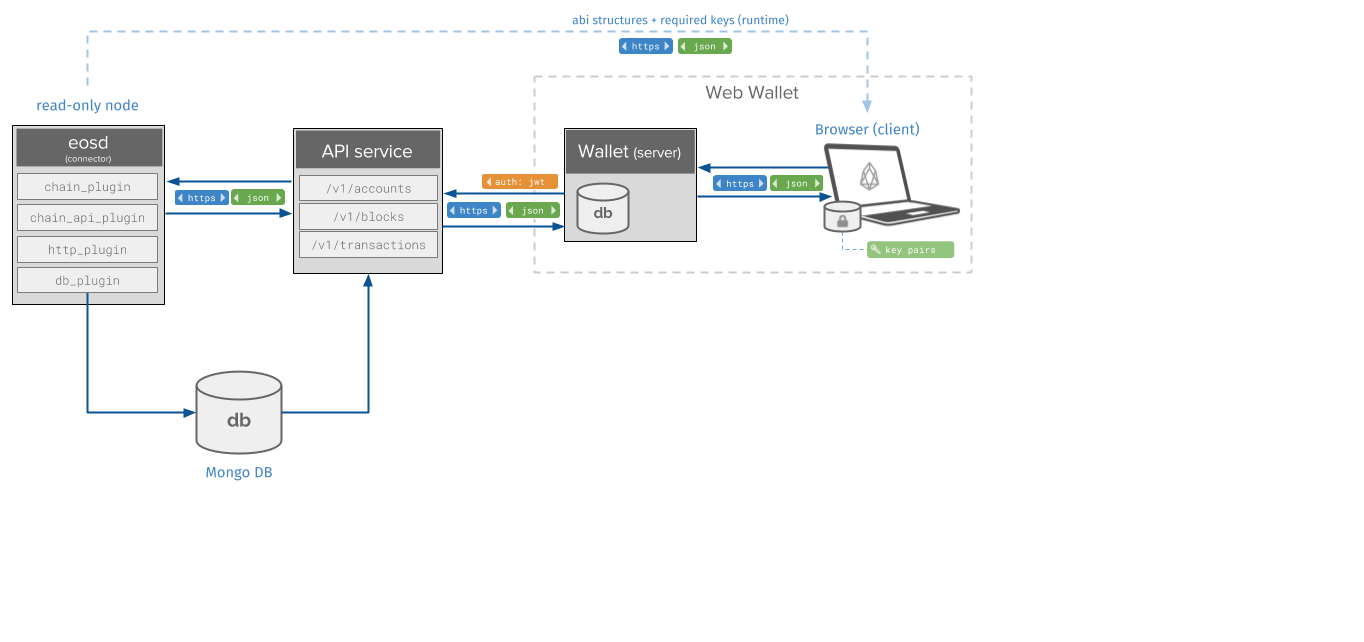 abi structures + required keys (runtime)
https
json
Web Wallet
read-only node
Browser (client)
eosd
(connector)
chain_plugin
chain_api_plugin
http_plugin
db_plugin
https
json
API service
/v1/accounts
/v1/blocks
/v1/transactions
auth: jwt
https
json
Wallet (server)
db
https
json
key pairs
db
Mongo DB